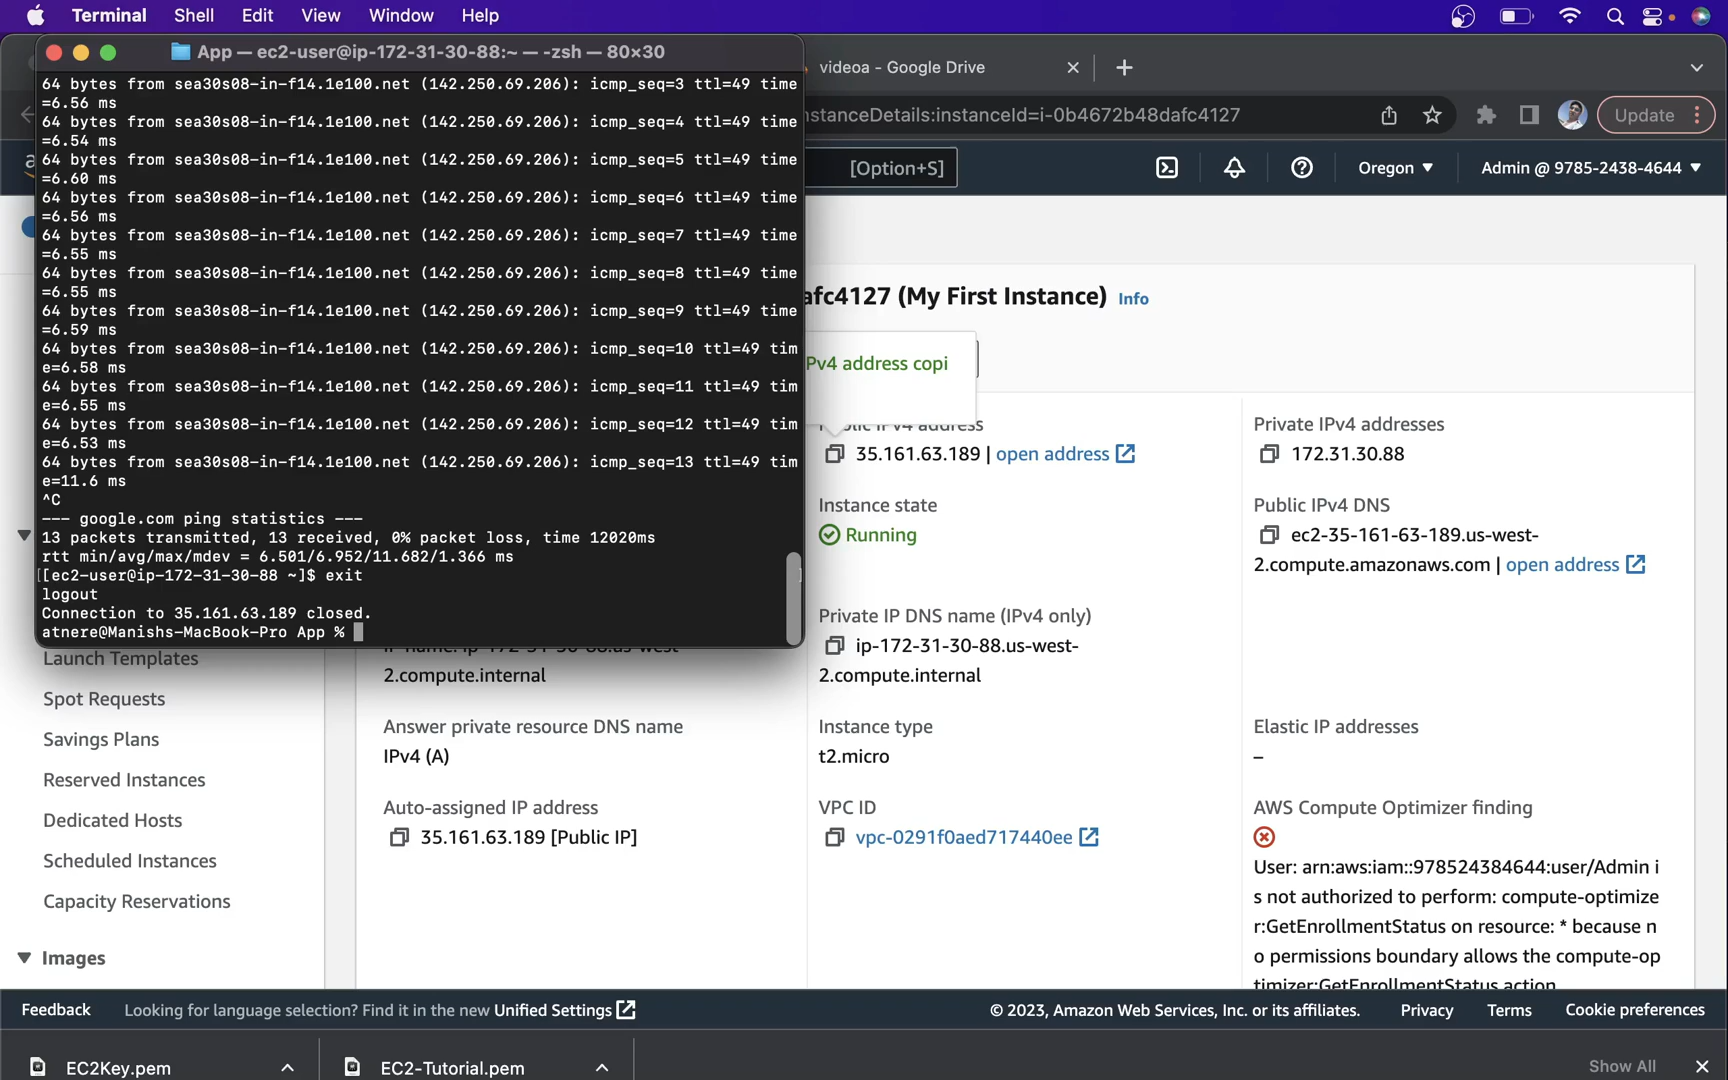 Terminal Shell Edit View Window Help
App — ec2-user@ip-172-31-30-88:~ — -zsh — 80×30
64 bytes from sea30s08-in-f14.1e100.net (142.250.69.206): icmp_seq=3 ttl=49 time
=6.56 ms
64 bytes from sea30s08-in-f14.1e100.net (142.250.69.206): icmp_seq=4 ttl=49 time
=6.54 ms
64 bytes from sea30s08-in-f14.1e100.net (142.250.69.206): icmp_seq=5 ttl=49 time
=6.60 ms
64 bytes from sea30s08-in-f14.1e100.net (142.250.69.206): icmp_seq=6 ttl=49 time
=6.56 ms
64 bytes from sea30s08-in-f14.1e100.net (142.250.69.206): icmp_seq=7 ttl=49 time
=6.55 ms
64 bytes from sea30s08-in-f14.1e100.net (142.250.69.206): icmp_seq=8 ttl=49 time
=6.55 ms
64 bytes from sea30s08-in-f14.1e100.net (142.250.69.206): icmp_seq=9 ttl=49 time
=6.59 ms
64 bytes from sea30s08-in-f14.1e100.net (142.250.69.206): icmp_seq=10 ttl=49 tim
e=6.58 ms
64 bytes from sea30s08-in-f14.1e100.net (142.250.69.206): icmp_seq=11 ttl=49 tim
e=6.55 ms
64 bytes from sea30s08-in-f14.1e100.net (142.250.69.206): icmp_seq=12 ttl=49 tim
e=6.53 ms
64 bytes from sea30s08-in-f14.1e100.net (142.250.69.206): icmp_seq=13 ttl=49 tim
e=11.6 ms
^C
--- google.com ping statistics ---
13 packets transmitted, 13 received, 0% packet loss, time 12020ms
rtt min/avg/max/mdev = 6.501/6.952/11.682/1.366 ms
[[ec2-user@ip-172-31-30-88 ~]$ exit
logout
Connection to 35.161.63.189 closed.
atnere@Manishs-MacBook-Pro App %
videoa - Google Drive
nstanceDetails:instanceId=i-0b4672b48dafc4127
Update
[Option+S]
Oregon
Admin @ 9785-2438-4644
afc4127 (My First Instance) Info
Pv4 address copi
Public IPv4 address
35.161.63.189 | open address
Private IPv4 addresses
172.31.30.88
Instance state
Running
Public IPv4 DNS
ec2-35-161-63-189.us-west-
2.compute.amazonaws.com | open address
IP name: ip-172-31-30-88.us-west-
2.compute.internal
Private IP DNS name (IPv4 only)
ip-172-31-30-88.us-west-
2.compute.internal
Answer private resource DNS name
IPv4 (A)
Instance type
t2.micro
Elastic IP addresses
–
Auto-assigned IP address
35.161.63.189 [Public IP]
VPC ID
vpc-0291f0aed717440ee
AWS Compute Optimizer finding
User: arn:aws:iam::978524384644:user/Admin i
s not authorized to perform: compute-optimize
r:GetEnrollmentStatus on resource: * because n
o permissions boundary allows the compute-op
timizer:GetEnrollmentStatus action
Launch Templates
Spot Requests
Savings Plans
Reserved Instances
Dedicated Hosts
Scheduled Instances
Capacity Reservations
Images
Feedback
Looking for language selection? Find it in the new Unified Settings
© 2023, Amazon Web Services, Inc. or its affiliates.
Privacy
Terms
Cookie preferences
EC2Key.pem
EC2-Tutorial.pem
Show All